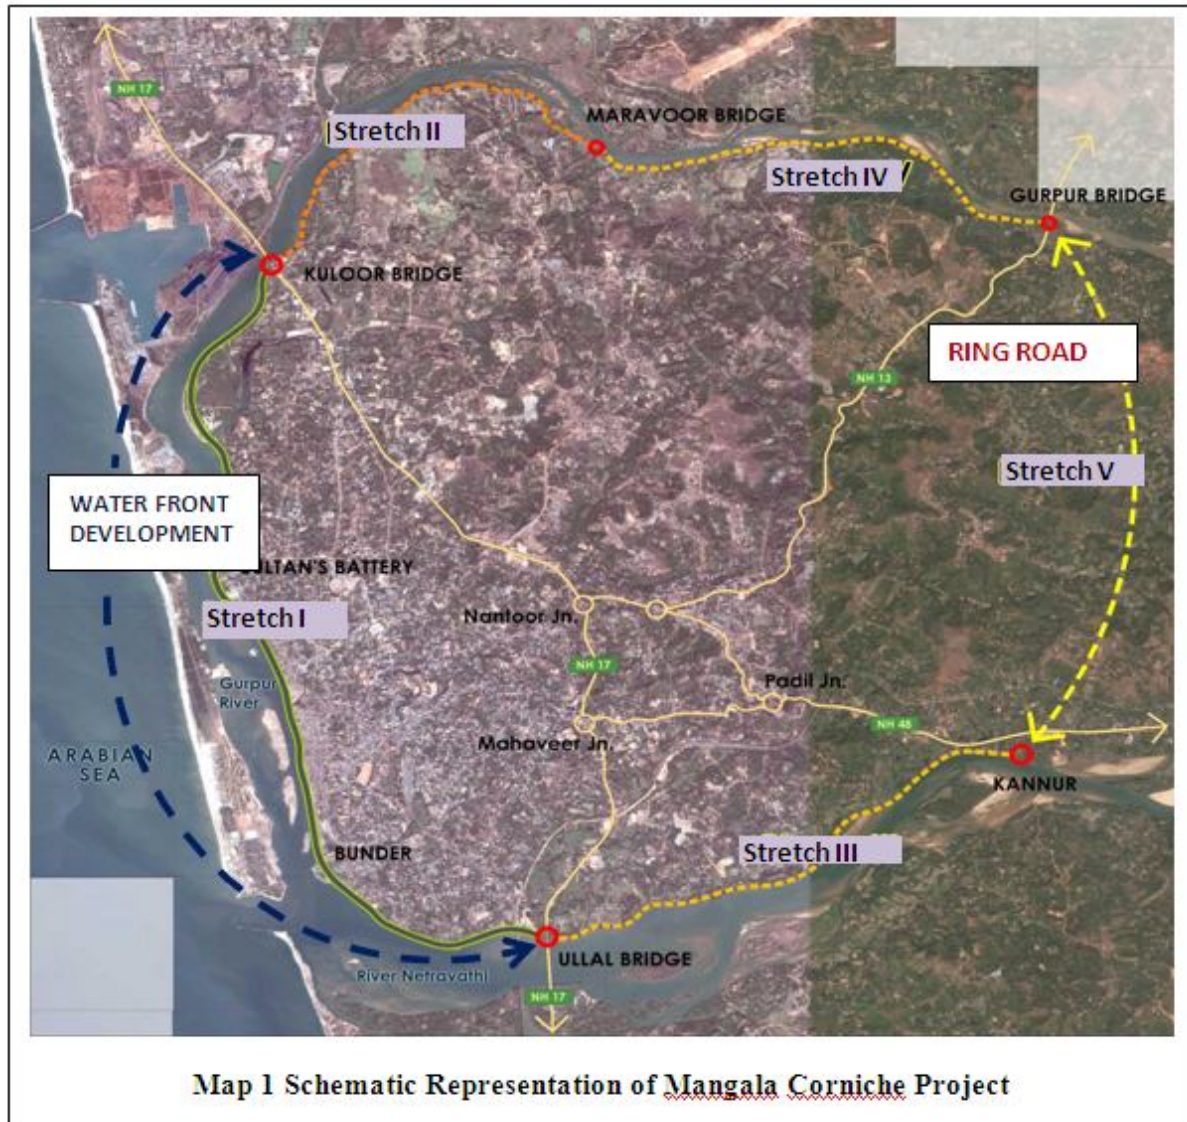 NH 17
Stretch II
MARAVOOR BRIDGE
Stretch IV
GURPUR BRIDGE
KULOOR BRIDGE
RING ROAD
NH 13
Stretch V
WATER FRONT
DEVELOPMENT
BATTERY
Stretch I
Nantoor Jn.
NH 17
Padil Jn.
Gurpur
River
NH 48
Mahaveer Jn.
ARABIAN
SEA
KANNUR
BUNDER
Stretch III
ULLAL BRIDGE
River Netravathi
NH 17
Map 1 Schematic Representation of Mangala Corniche Project